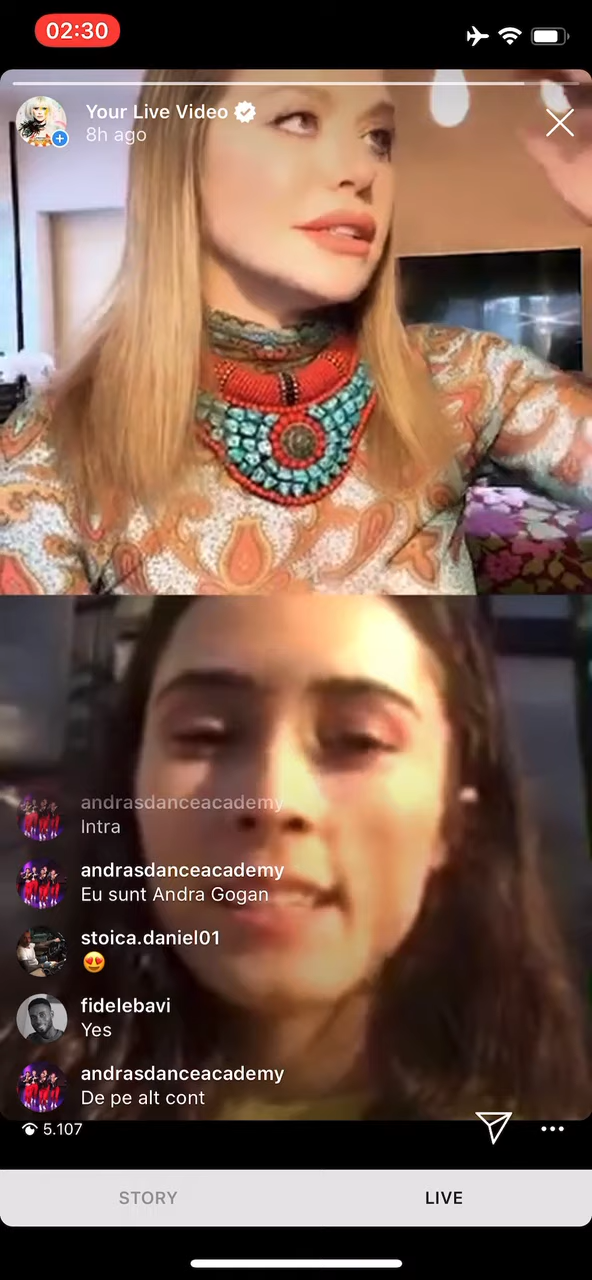 02:30
Your Live Video
8h ago
andrasdanceacademy
Intra
andrasdanceacademy
Eu sunt Andra Gogan
stoica.daniel01
😍
fidelebavi
Yes
andrasdanceacademy
De pe alt cont
5.107
STORY
LIVE